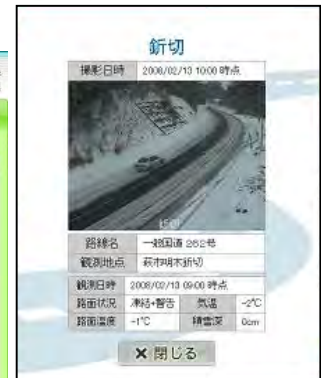 釿切
撮影日時 2008/02/13 10:00 時点
釿切
路線名 一般国道 262号
観測地点 萩市明木釿切
観測日時 2008/02/13 09:00 時点
路面状況 凍結・警告 気温 -2℃
路面温度 -1℃ 積雪深 0cm
×閉じる